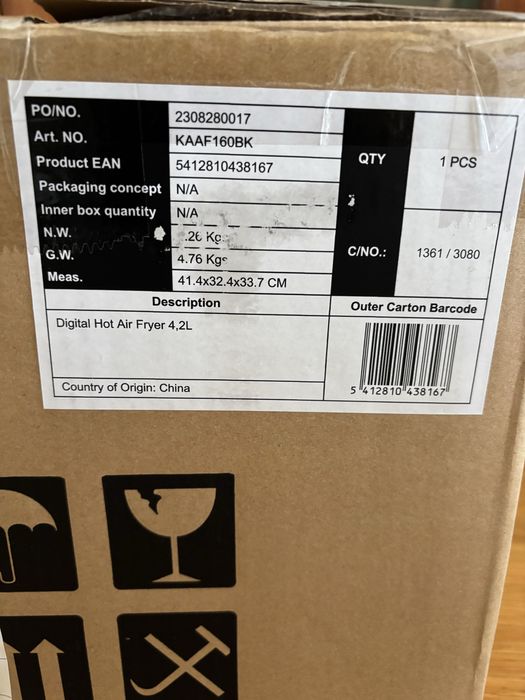 PO/NO. 2308280017
Art. NO. KAAF160BK
Product EAN 5412810438167
Packaging concept N/A
Inner box quantity N/A
N.W. .26 Kgs
G.W. 4.76 Kgs
Meas. 41.4x32.4x33.7 CM
QTY 1 PCS
C/NO.: 1361 / 3080
Description
Digital Hot Air Fryer 4,2L
Country of Origin: China
Outer Carton Barcode
5 412810 438167